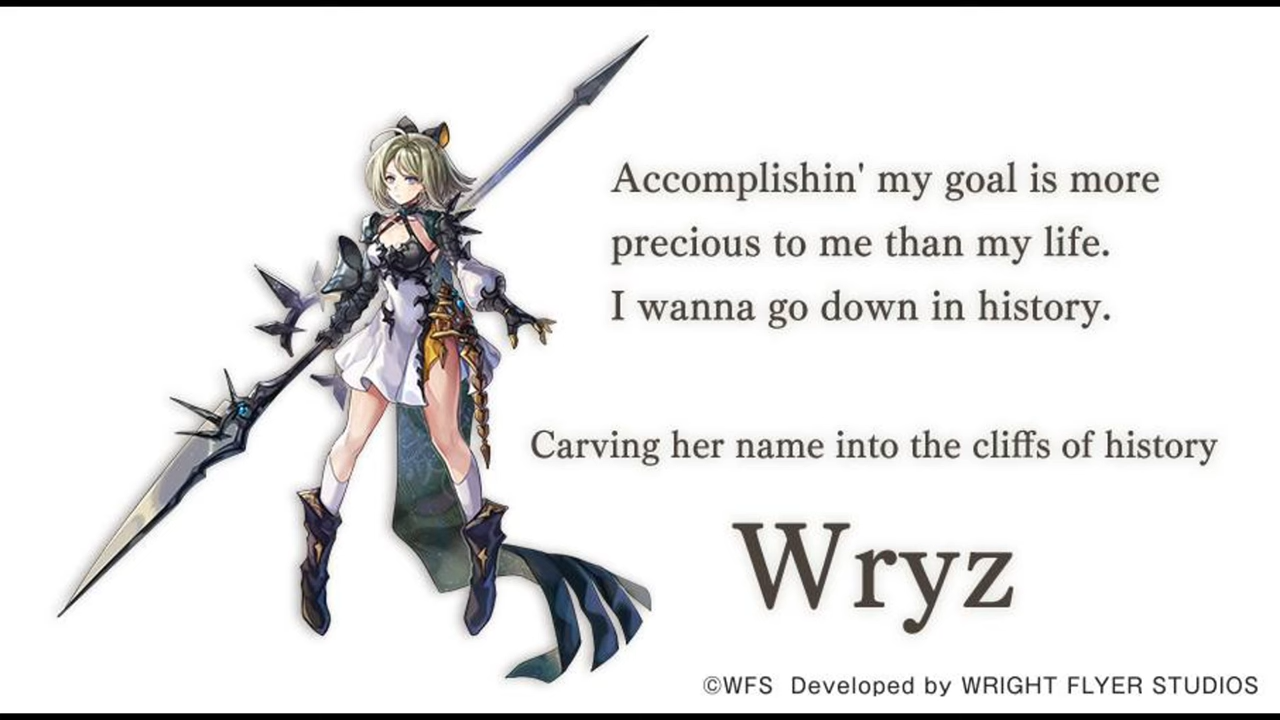 Accomplishin' my goal is more
precious to me than my life.
I wanna go down in history.
Carving her name into the cliffs of history
Wryz
©WFS Developed by WRIGHT FLYER STUDIOS